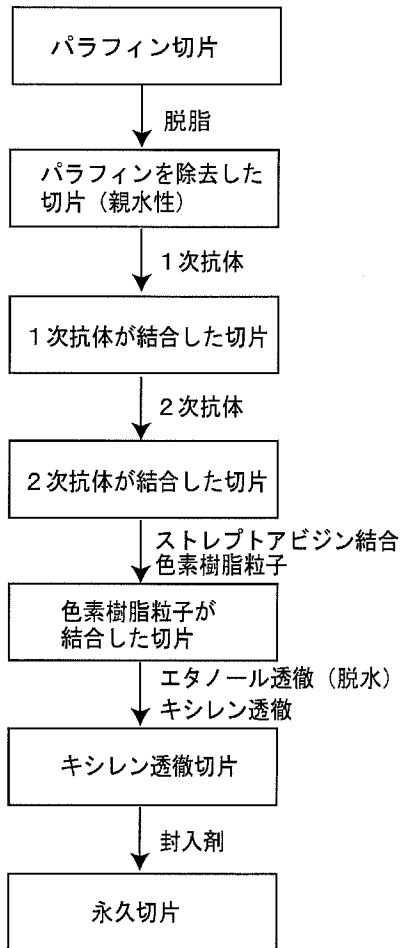 パラフィン切片
脱脂
パラフィンを除去した
切片（親水性）
１次抗体
１次抗体が結合した切片
２次抗体
２次抗体が結合した切片
ストレプトアビジン結合
色素樹脂粒子
色素樹脂粒子が
結合した切片
エタノール透徹（脱水）
キシレン透徹
キシレン透徹切片
封入剤
永久切片